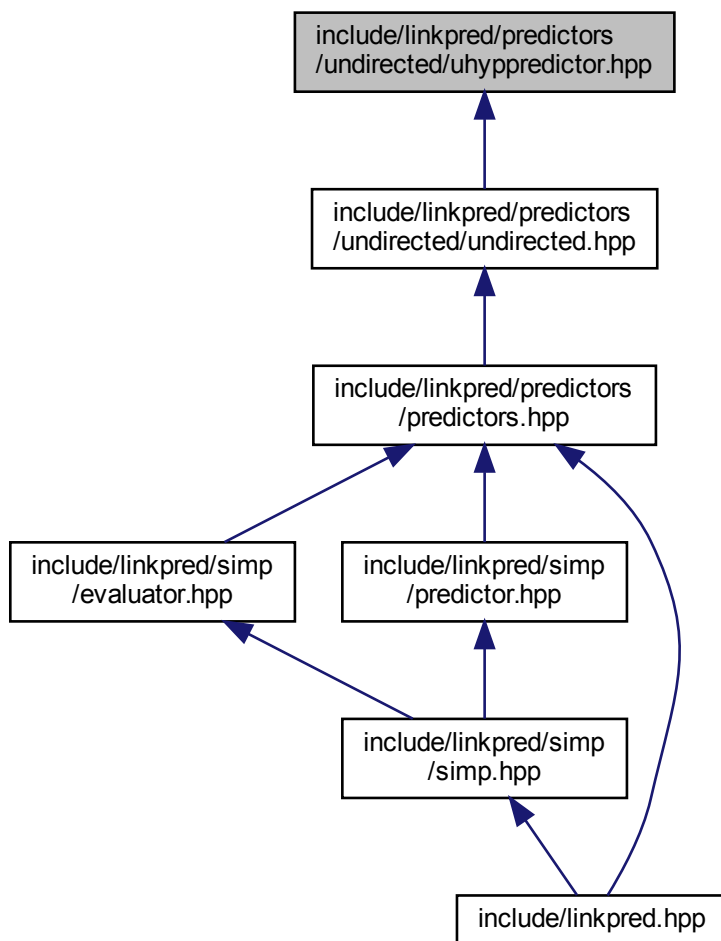 include/linkpred/predictors
/undirected/uhyppredictor.hpp
include/linkpred/predictors
/undirected/undirected.hpp
include/linkpred/predictors
/predictors.hpp
include/linkpred/simp
/evaluator.hpp
include/linkpred/simp
/predictor.hpp
include/linkpred/simp
/simp.hpp
include/linkpred.hpp